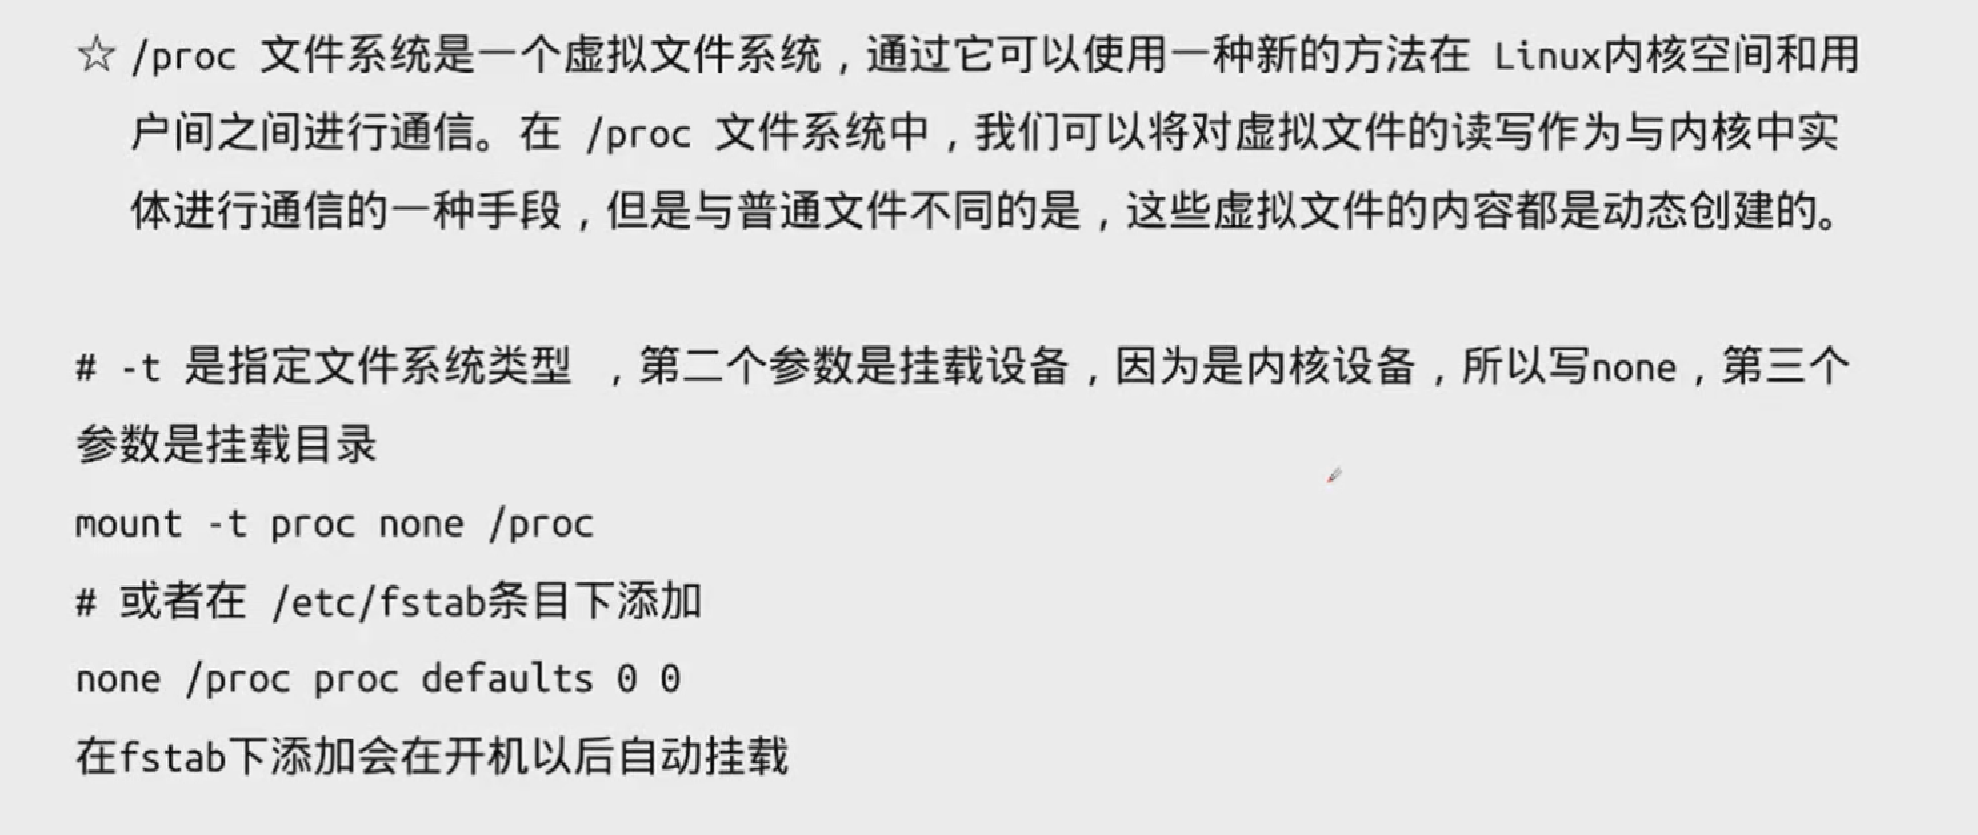 ☆ /proc 文件系统是一个虚拟文件系统，通过它可以使用一种新的方法在 Linux内核空间和用
户间之间进行通信。在 /proc 文件系统中，我们可以将对虚拟文件的读写作为与内核中实
体进行通信的一种手段，但是与普通文件不同的是，这些虚拟文件的内容都是动态创建的。
# -t 是指定文件系统类型 ，第二个参数是挂载设备，因为是内核设备，所以写none，第三个
参数是挂载目录
mount -t proc none /proc
# 或者在 /etc/fstab条目下添加
none /proc proc defaults 0 0
在fstab下添加会在开机以后自动挂载